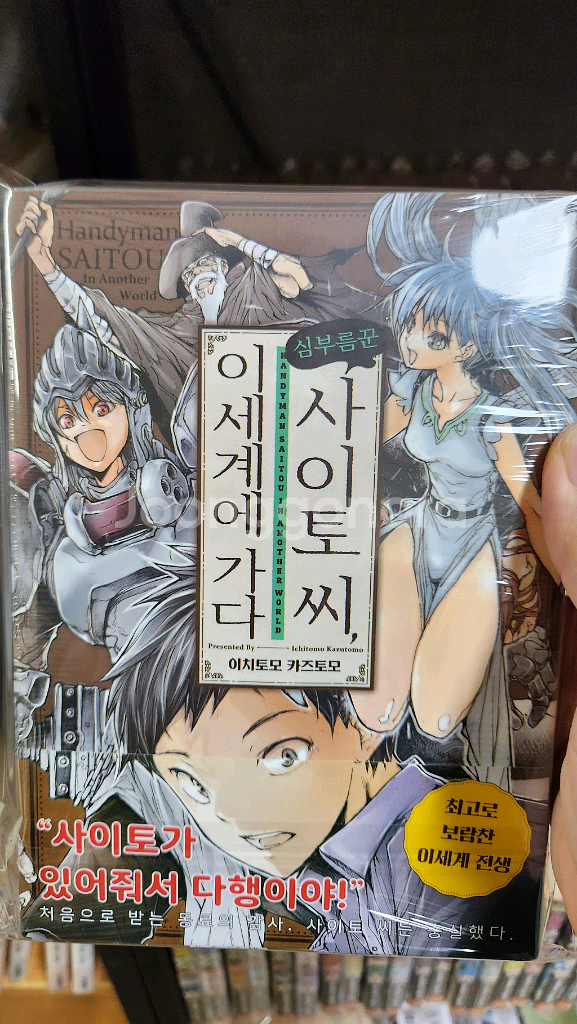 Handyman
SAITOU
In Another
World
심부름꾼
사이토 씨,
이세계에 가다
HANDYMAN SAITOU IN ANOTHER WORLD
Presented By Ichitomo Kazutomo
이치토모 카즈토모
최고로
보람찬
이세계 전생
“사이토가
있어줘서 다행이야!”
처음으로 받는 동료의 감사. 사이토 씨는 충실했다.